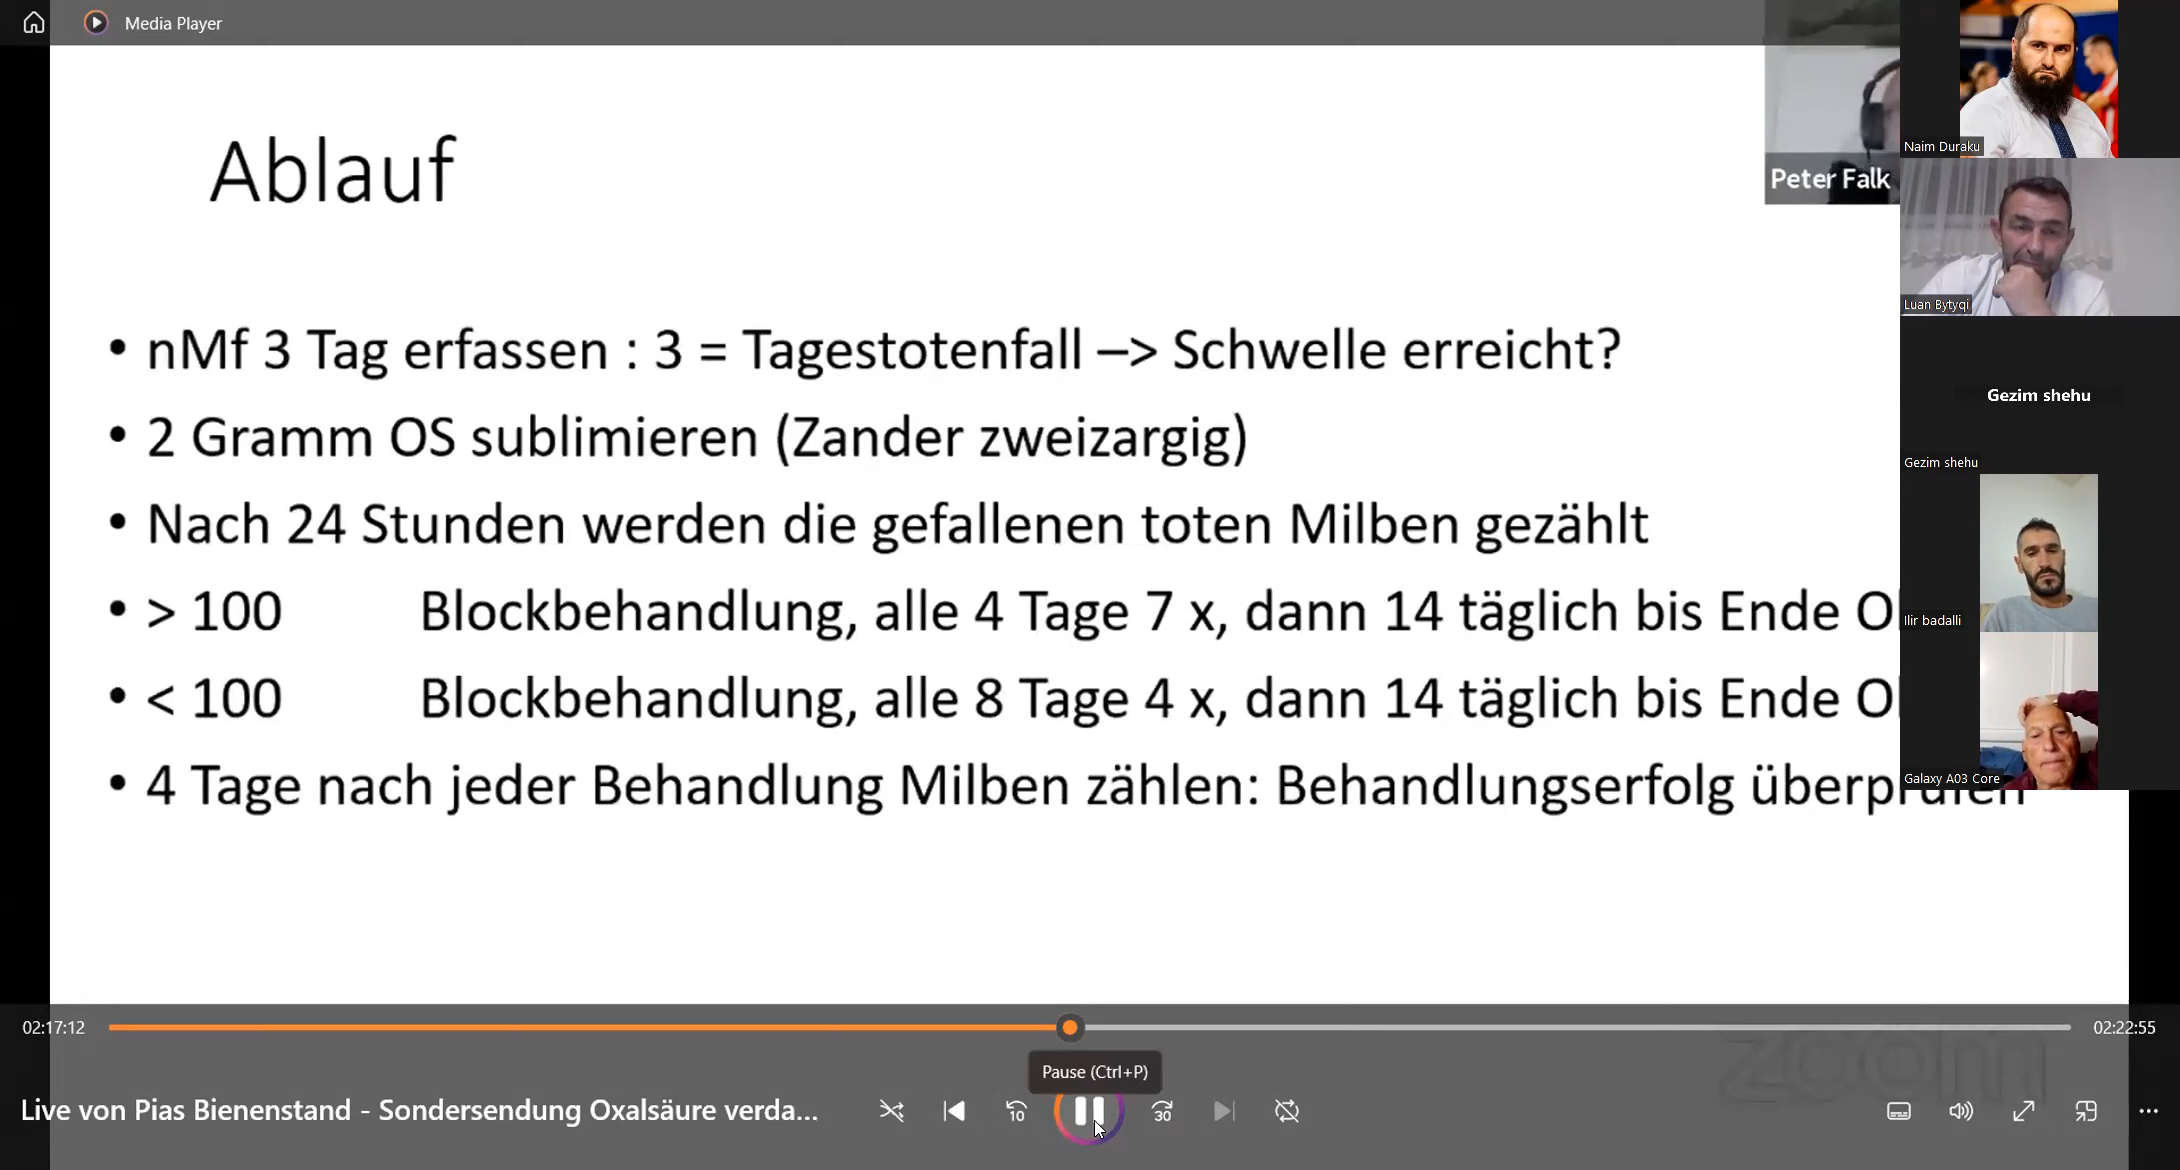 Media Player
Naim Duraku
Peter Falk
Ablauf
Luan Bytyqi
• nMf 3 Tag erfassen : 3 = Tagestotenfall –> Schwelle erreicht?
Gezim shehu
• 2 Gramm OS sublimieren (Zander zweizargig)
Gezim shehu
• Nach 24 Stunden werden die gefallenen toten Milben gezählt
• > 100 Blockbehandlung, alle 4 Tage 7 x, dann 14 täglich bis Ende
Ilir badalli
• < 100 Blockbehandlung, alle 8 Tage 4 x, dann 14 täglich bis Ende
• 4 Tage nach jeder Behandlung Milben zählen: Behandlungserfolg überprüfen
Galaxy A03 Core
02:17:12
02:22:55
zoom
Pause (Ctrl+P)
Live von Pias Bienenstand - Sondersendung Oxalsäure verda...
10
30